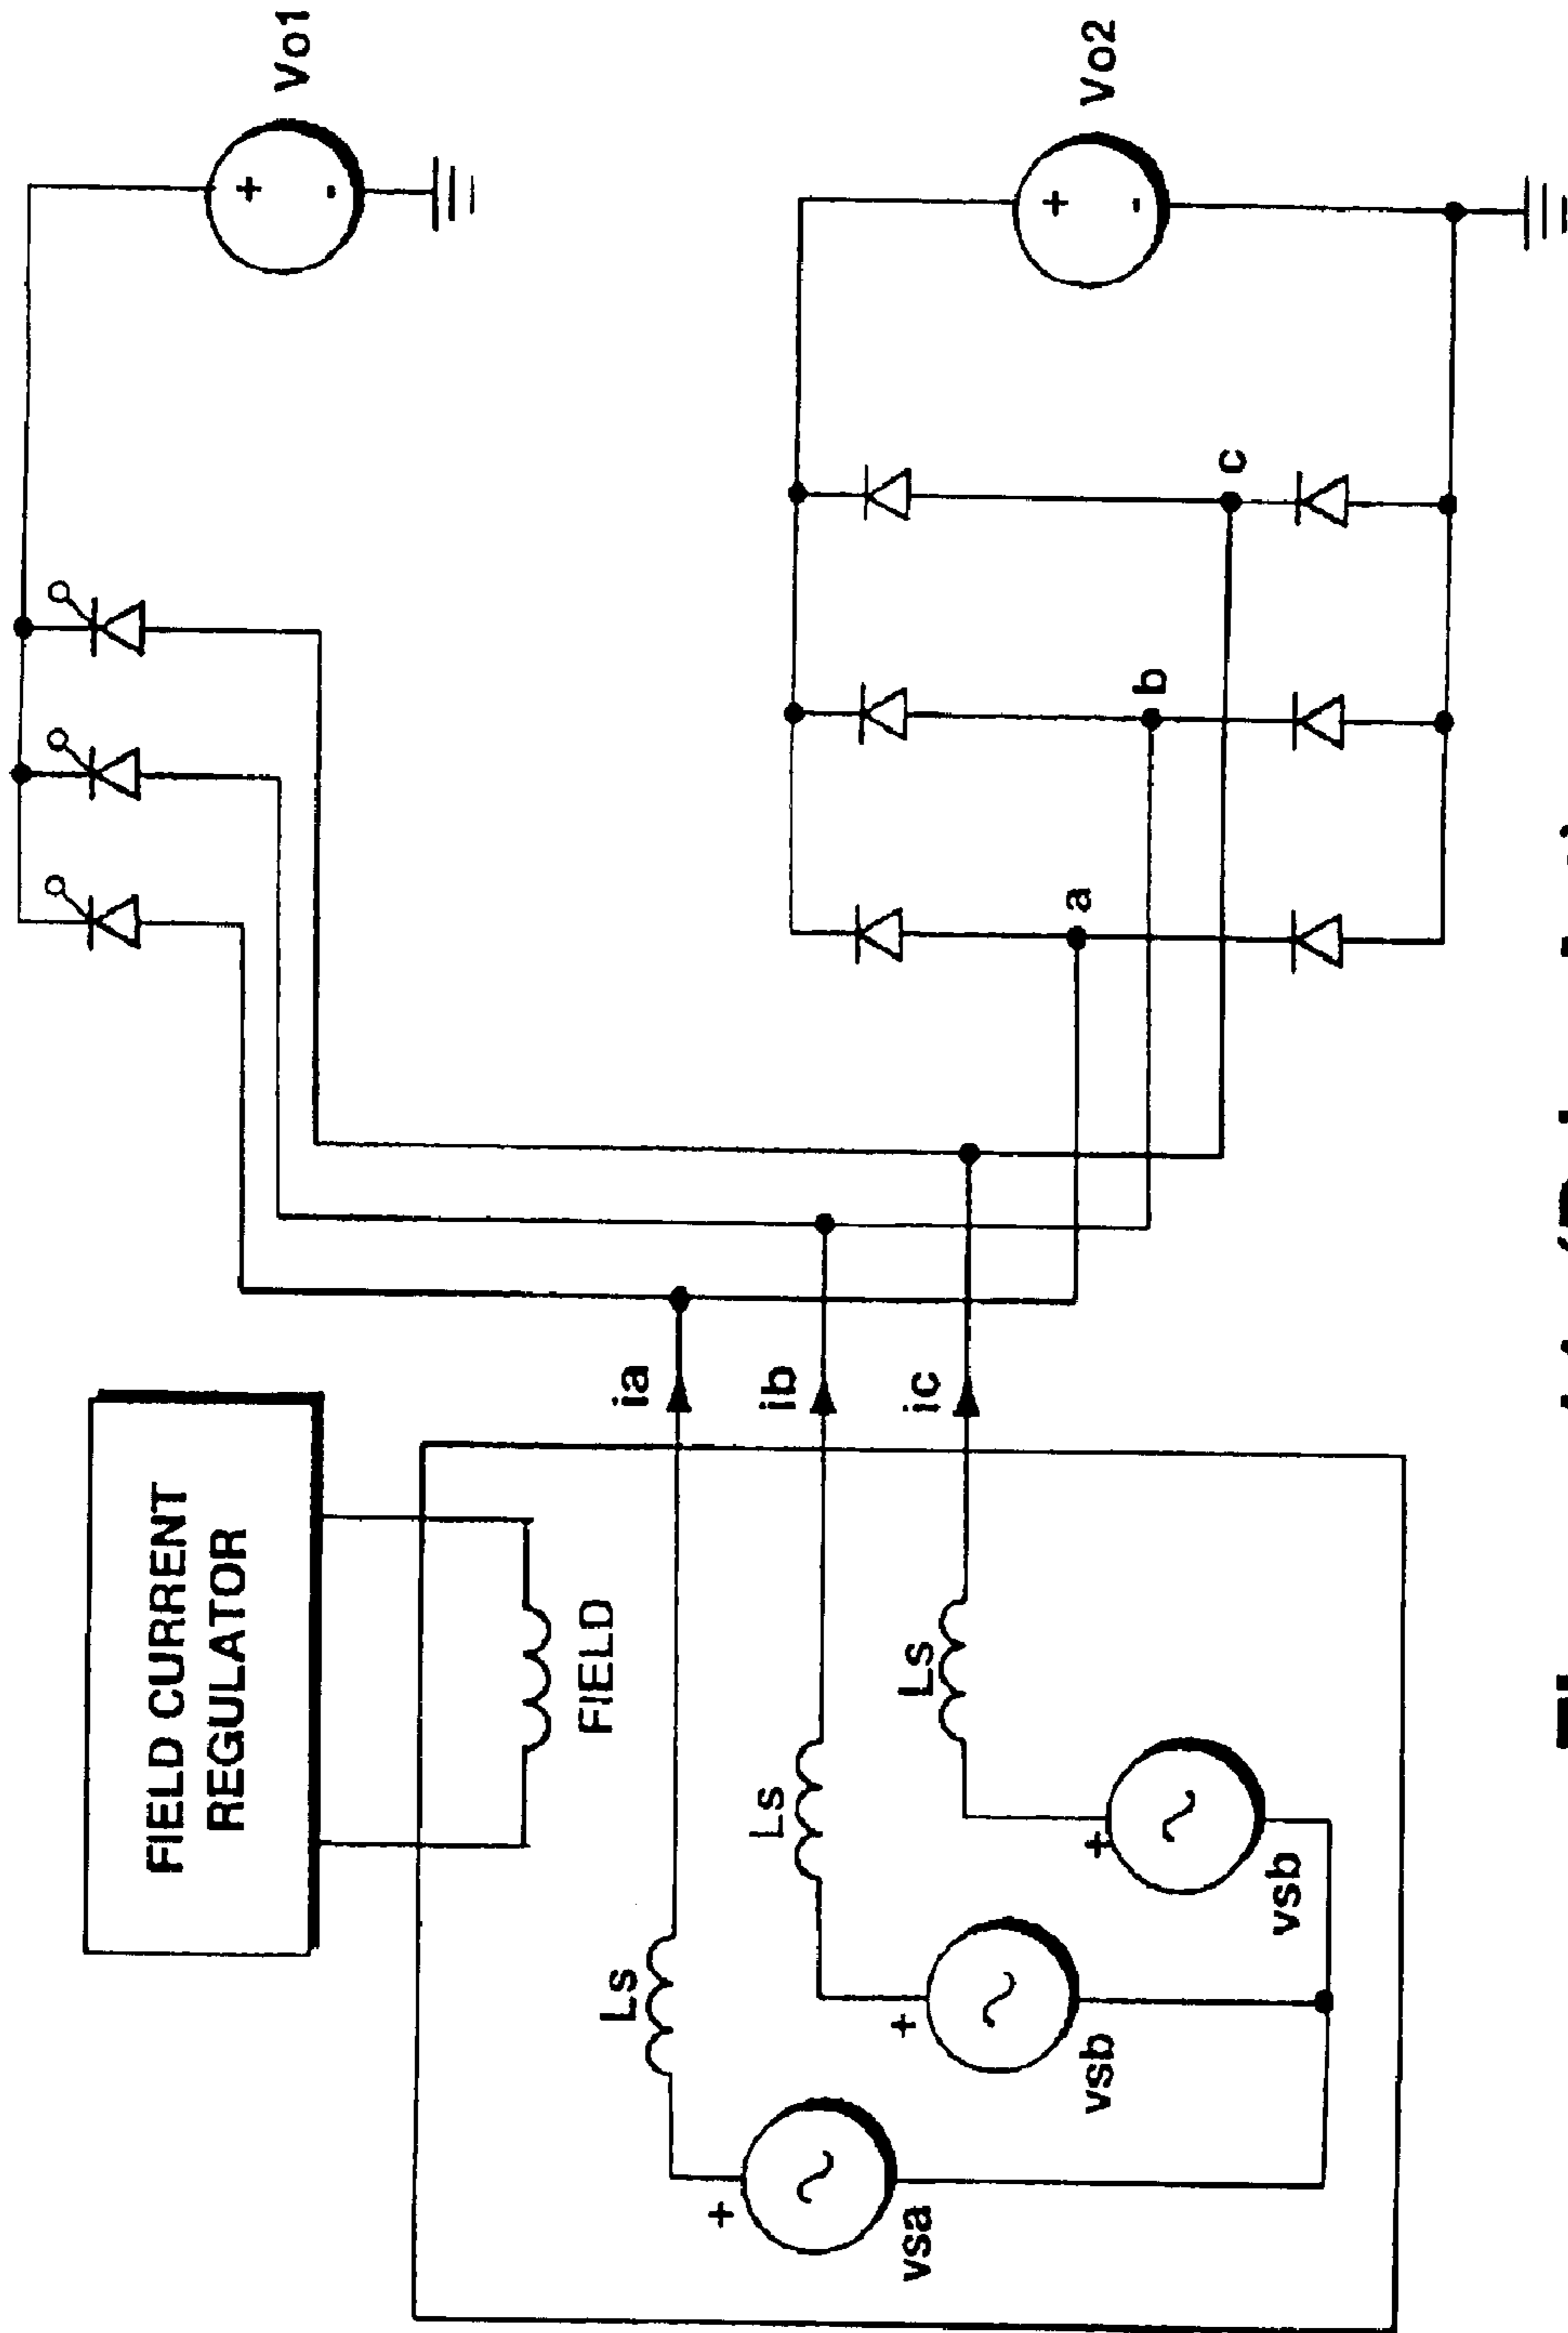 FIELD CURRENT
REGULATOR
FIELD
Ls
Ls
Ls
+
+
+
vsa
vsb
vsb
ia
ib
ic
+
-
Vo1
a
b
c
+
-
Vo2